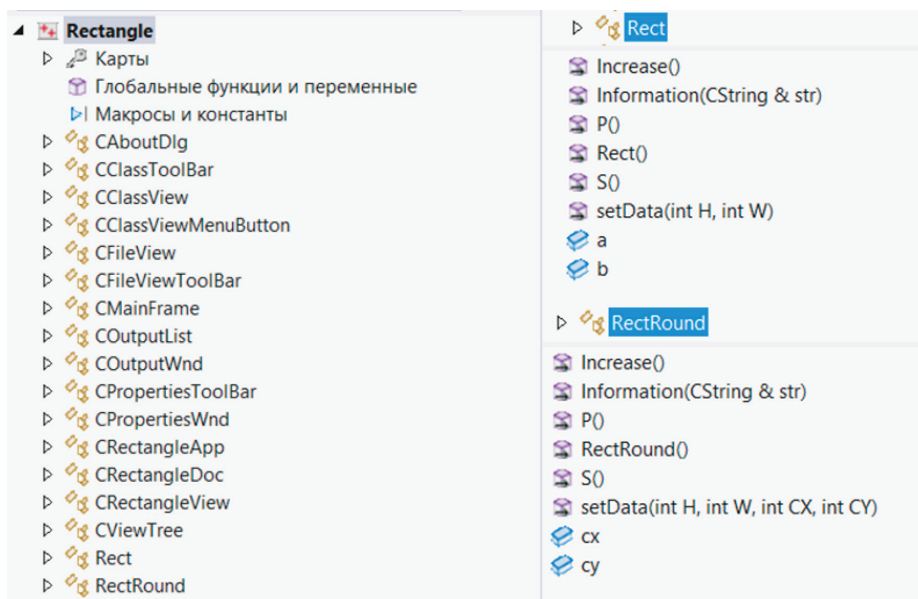 Rectangle
Карты
Глобальные функции и переменные
Макросы и константы
CAboutDlg
CClassToolBar
CClassView
CClassViewMenuButton
CFileView
CFileViewToolBar
CMainFrame
COutputList
COutputWnd
CPropertiesToolBar
CPropertiesWnd
CRectangleApp
CRectangleDoc
CRectangleView
CViewTree
Rect
RectRound
Rect
Increase()
Information(CString & str)
P()
Rect()
S()
setData(int H, int W)
a
b
RectRound
Increase()
Information(CString & str)
P()
RectRound()
S()
setData(int H, int W, int CX, int CY)
cx
cy